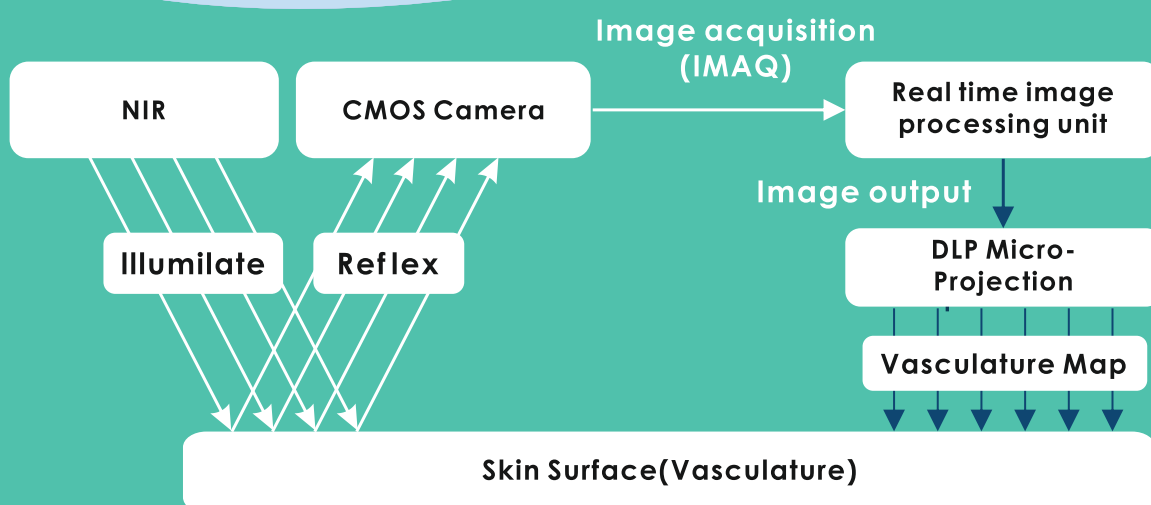 Image acquisition
(IMAQ)
NIR
CMOS Camera
Real time image
processing unit
Image output
Illumilate
Reflex
DLP Micro-
Projection
Vasculature Map
Skin Surface(Vasculature)